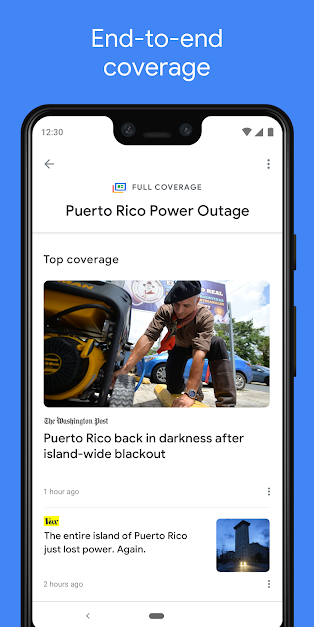 End-to-end
coverage
12:30
FULL COVERAGE
Puerto Rico Power Outage
Top coverage
The Washington Post
Puerto Rico back in darkness after
island-wide blackout
1 hour ago
Vox
The entire island of Puerto Rico
just lost power. Again.
2 hours ago